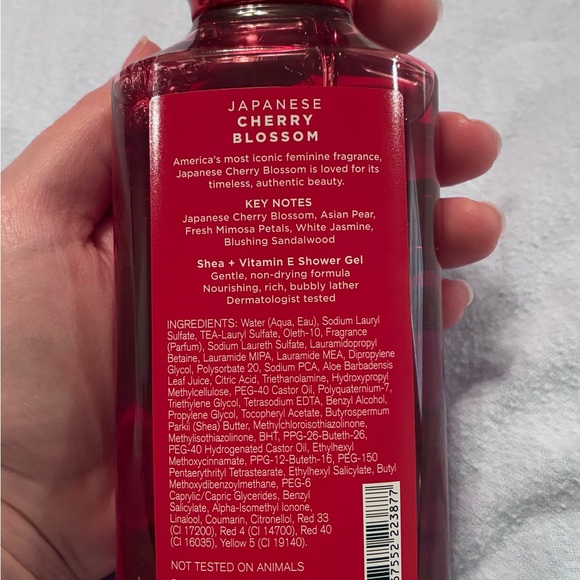 JAPANESE
CHERRY
BLOSSOM
America's most iconic feminine fragrance,
Japanese Cherry Blossom is loved for its
timeless, authentic beauty.
KEY NOTES
Japanese Cherry Blossom, Asian Pear,
Fresh Mimosa Petals, White Jasmine,
Blushing Sandalwood
Shea + Vitamin E Shower Gel
Gentle, non-drying formula
Nourishing, rich, bubbly lather
Dermatologist tested
INGREDIENTS: Water (Aqua, Eau), Sodium Lauryl
Sulfate, TEA-Lauryl Sulfate, Oleth-10, Fragrance
(Parfum), Sodium Laureth Sulfate, Lauramidopropyl
Betaine, Lauramide MIPA, Lauramide MEA, Dipropylene
Glycol, Polysorbate 20, Sodium PCA, Aloe Barbadensis
Leaf Juice, Citric Acid, Triethanolamine, Hydroxypropyl
Methylcellulose, PEG-40 Castor Oil, Polyquaternium-7,
Triethylene Glycol, Tetrasodium EDTA, Benzyl Alcohol,
Propylene Glycol, Tocopheryl Acetate, Butyrospermum
Parkii (Shea) Butter, Methylchloroisothiazolinone,
Methylisothiazolinone, BHT, PPG-26-Buteth-26,
PEG-40 Hydrogenated Castor Oil, Ethylhexyl
Methoxycinnamate, PPG-12-Buteth-16, PEG-150
Pentaerythrityl Tetrastearate, Ethylhexyl Salicylate, Butyl
Methoxydibenzoylmethane, PEG-6
Caprylic/Capric Glycerides, Benzyl
Salicylate, Alpha-Isomethyl Ionone,
Linalool, Coumarin, Citronellol, Red 33
(CI 17200), Red 4 (CI 14700), Red 40
(CI 16035), Yellow 5 (CI 19140).
NOT TESTED ON ANIMALS
67552 223877